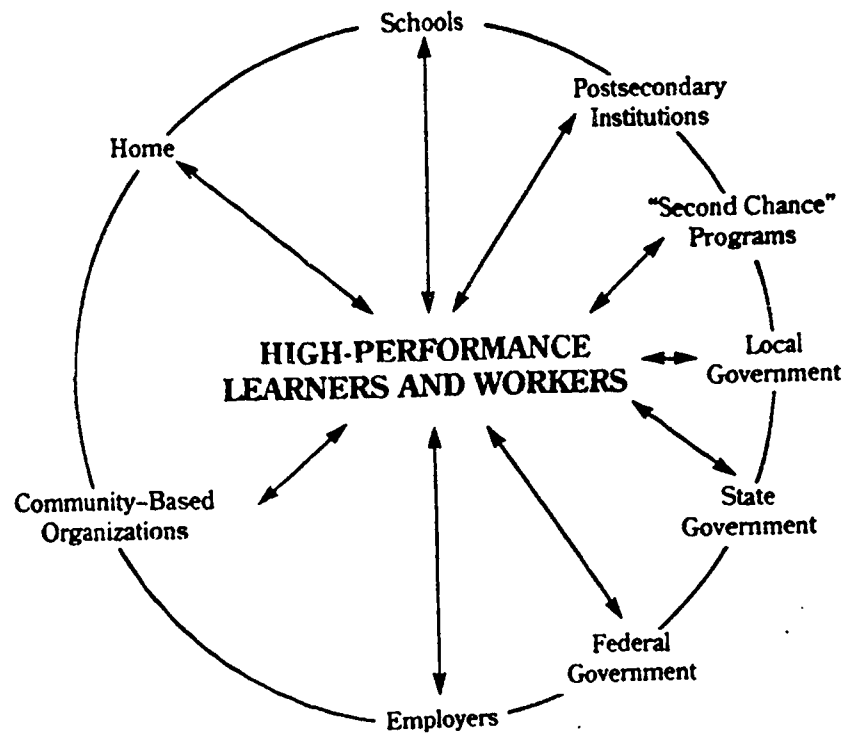 Schools
Postsecondary
Institutions
Home
"Second Chance"
Programs
HIGH-PERFORMANCE
LEARNERS AND WORKERS
Local
Government
Community-Based
Organizations
State
Government
Federal
Government
Employers